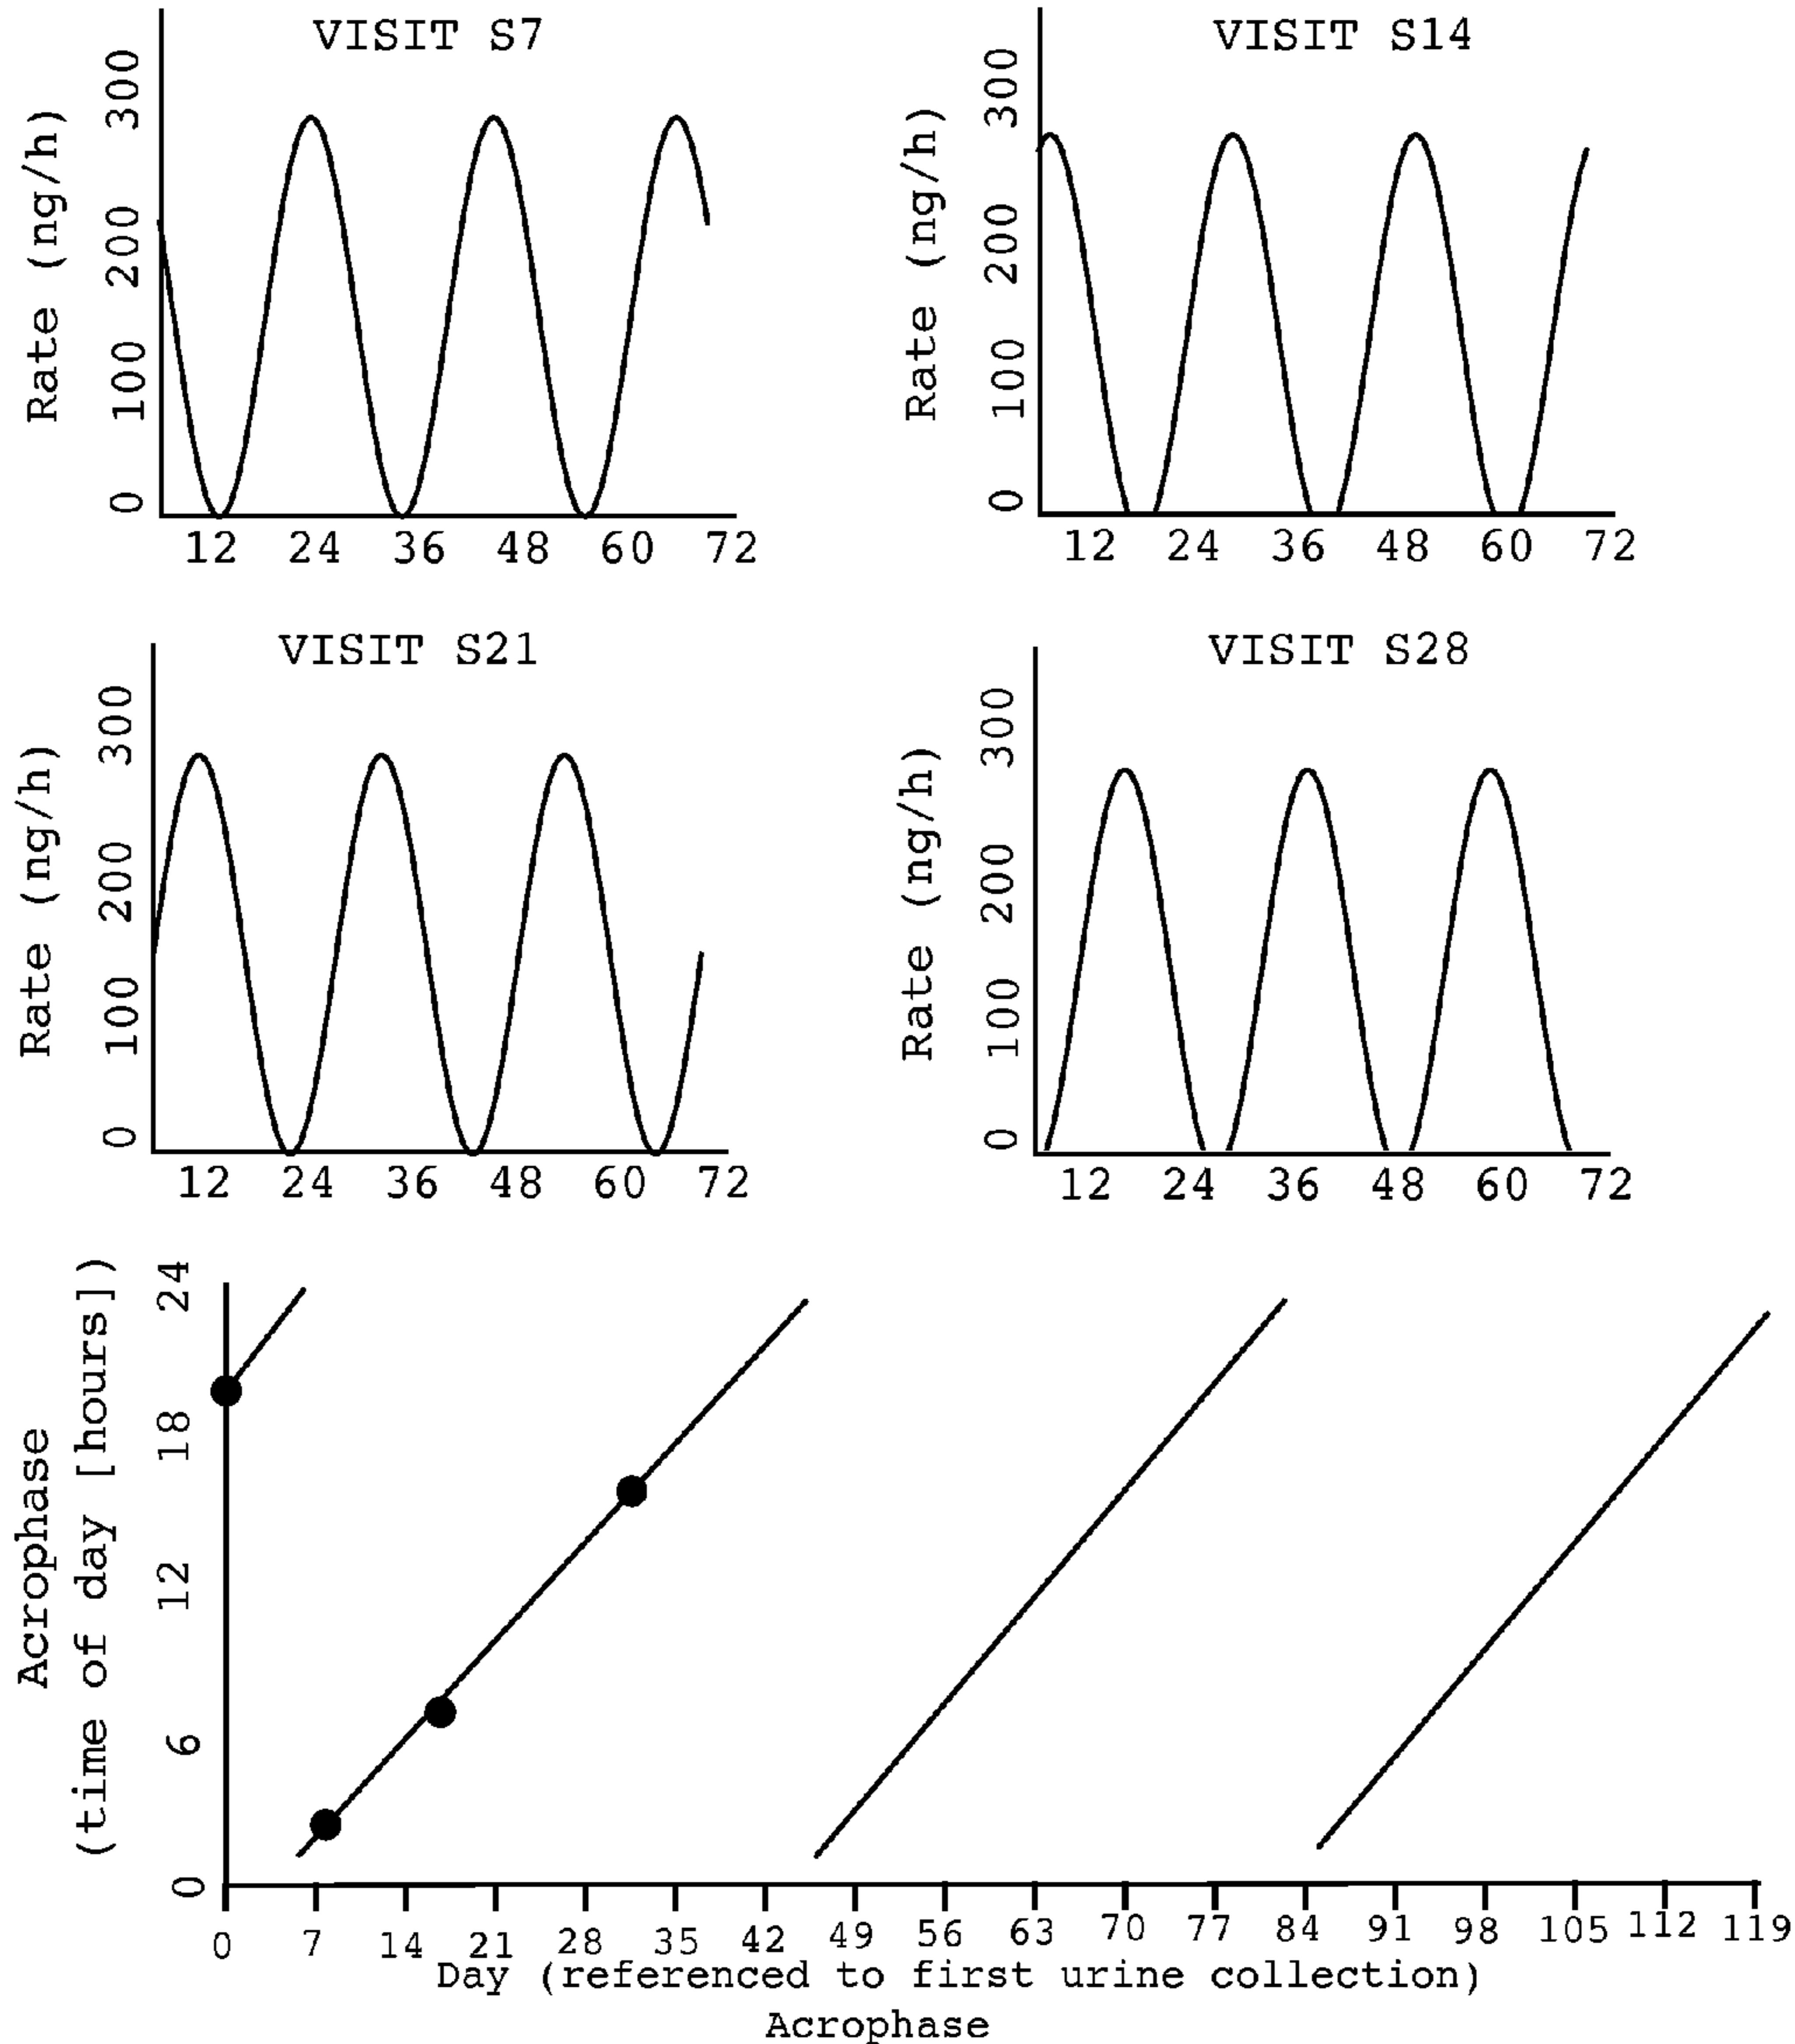 VISIT S7
Rate (ng/h)
300
200
100
0
12 24 36 48 60 72
VISIT S14
Rate (ng/h)
300
200
100
0
12 24 36 48 60 72
VISIT S21
Rate (ng/h)
300
200
100
0
12 24 36 48 60 72
VISIT S28
Rate (ng/h)
300
200
100
0
12 24 36 48 60 72
Acrophase
(time of day [hours])
24
18
12
6
0
0 7 14 21 28 35 42 49 56 63 70 77 84 91 98 105 112 119
Day (referenced to first urine collection)
Acrophase